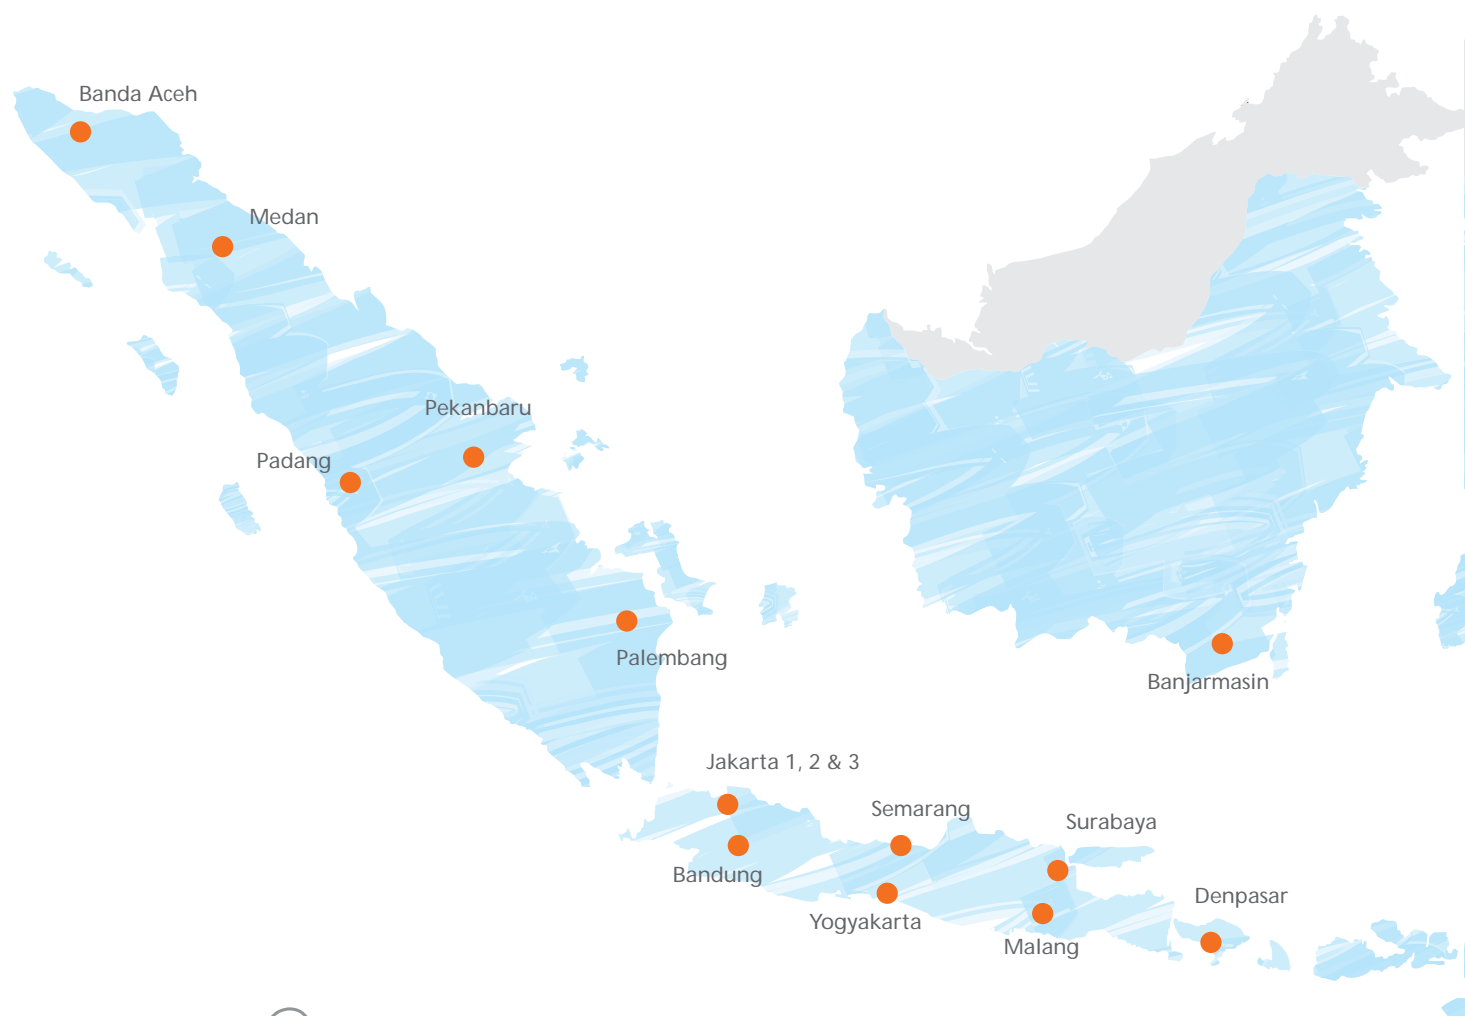 Banda Aceh
Medan
Pekanbaru
Padang
Palembang
Banjarmasin
Jakarta 1, 2 & 3
Semarang
Surabaya
Bandung
Denpasar
Yogyakarta
Malang